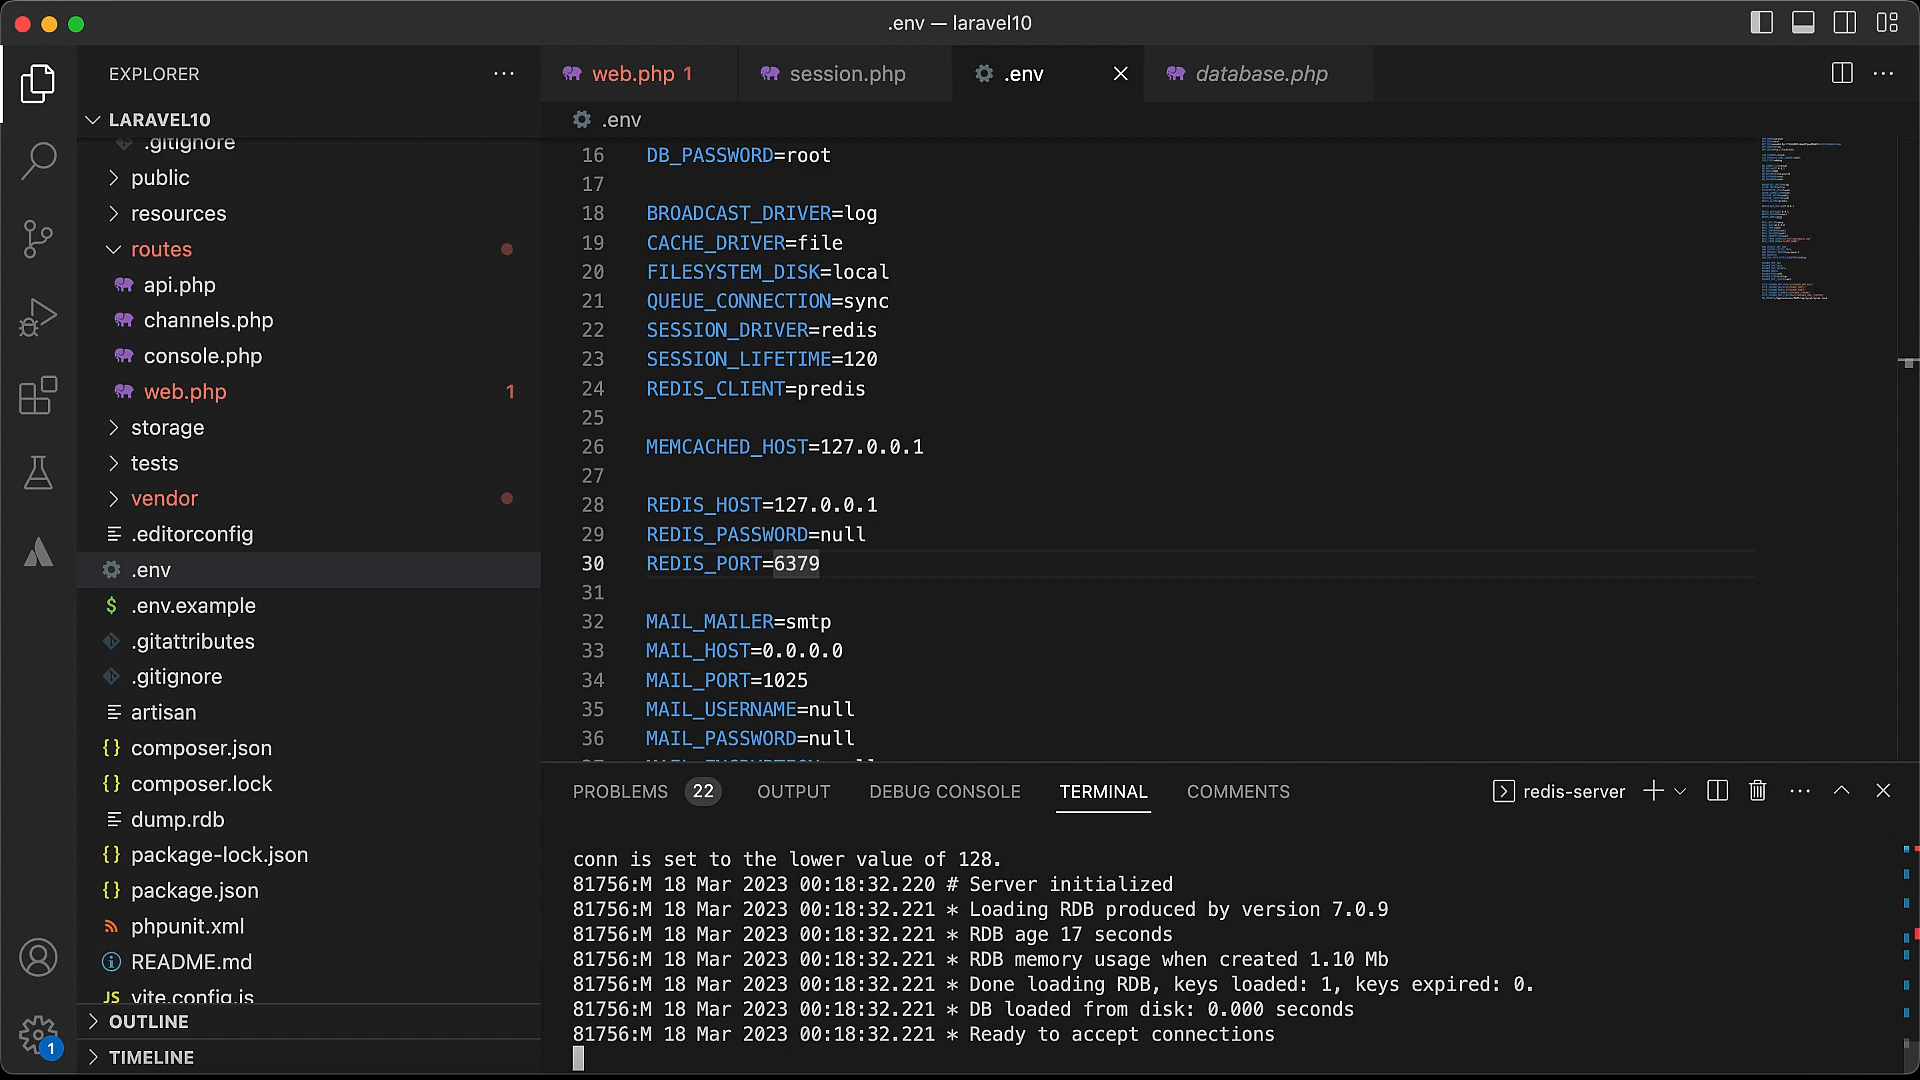 .env — laravel10
EXPLORER
LARAVEL10
.gitignore
public
resources
routes
api.php
channels.php
console.php
web.php 1
storage
tests
vendor
.editorconfig
.env
$ .env.example
.gitattributes
.gitignore
artisan
{} composer.json
{} composer.lock
dump.rdb
{} package-lock.json
{} package.json
phpunit.xml
README.md
JS vite.config.js
OUTLINE
TIMELINE
1
web.php 1
session.php
.env
database.php
.env
16 DB_PASSWORD=root
17
18 BROADCAST_DRIVER=log
19 CACHE_DRIVER=file
20 FILESYSTEM_DISK=local
21 QUEUE_CONNECTION=sync
22 SESSION_DRIVER=redis
23 SESSION_LIFETIME=120
24 REDIS_CLIENT=predis
25
26 MEMCACHED_HOST=127.0.0.1
27
28 REDIS_HOST=127.0.0.1
29 REDIS_PASSWORD=null
30 REDIS_PORT=6379
31
32 MAIL_MAILER=smtp
33 MAIL_HOST=0.0.0.0
34 MAIL_PORT=1025
35 MAIL_USERNAME=null
36 MAIL_PASSWORD=null
PROBLEMS 22 OUTPUT DEBUG CONSOLE TERMINAL COMMENTS redis-server
conn is set to the lower value of 128.
81756:M 18 Mar 2023 00:18:32.220 # Server initialized
81756:M 18 Mar 2023 00:18:32.221 * Loading RDB produced by version 7.0.9
81756:M 18 Mar 2023 00:18:32.221 * RDB age 17 seconds
81756:M 18 Mar 2023 00:18:32.221 * RDB memory usage when created 1.10 Mb
81756:M 18 Mar 2023 00:18:32.221 * Done loading RDB, keys loaded: 1, keys expired: 0.
81756:M 18 Mar 2023 00:18:32.221 * DB loaded from disk: 0.000 seconds
81756:M 18 Mar 2023 00:18:32.221 * Ready to accept connections